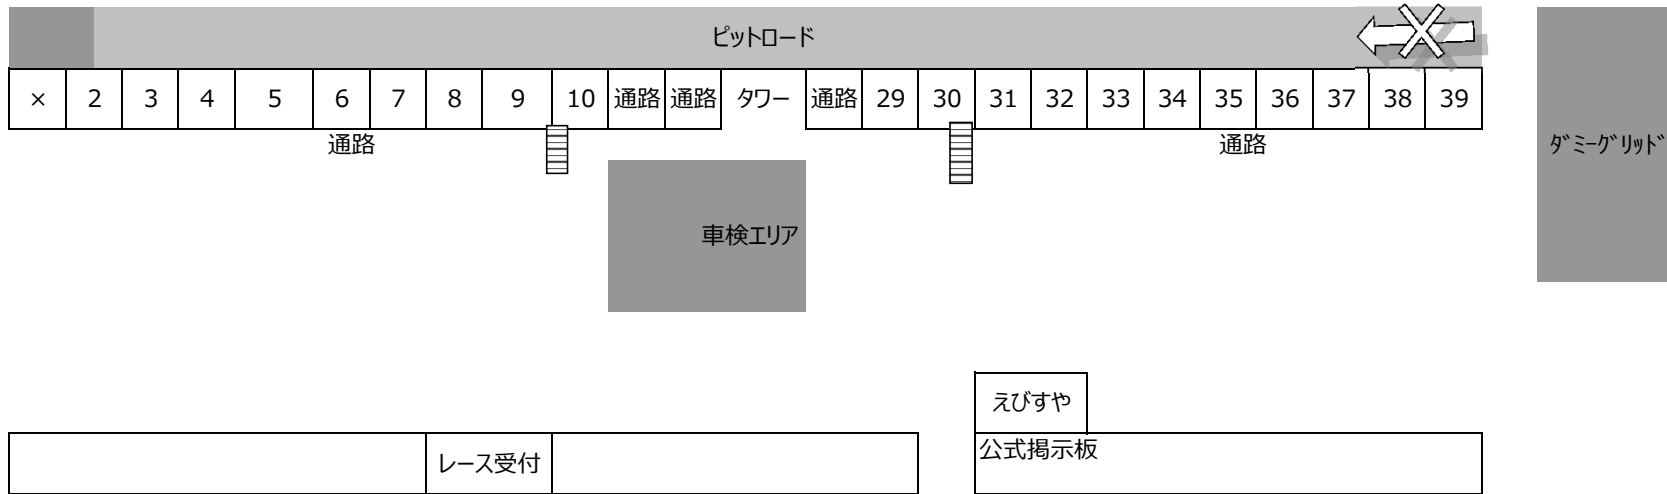 ピットロード
× 2 3 4 5 6 7 8 9 10 通路 通路 タワー 通路 29 30 31 32 33 34 35 36 37 38 39
通路 通路 ダミーグリッド
車検エリア
えびすや
レース受付 公式掲示板